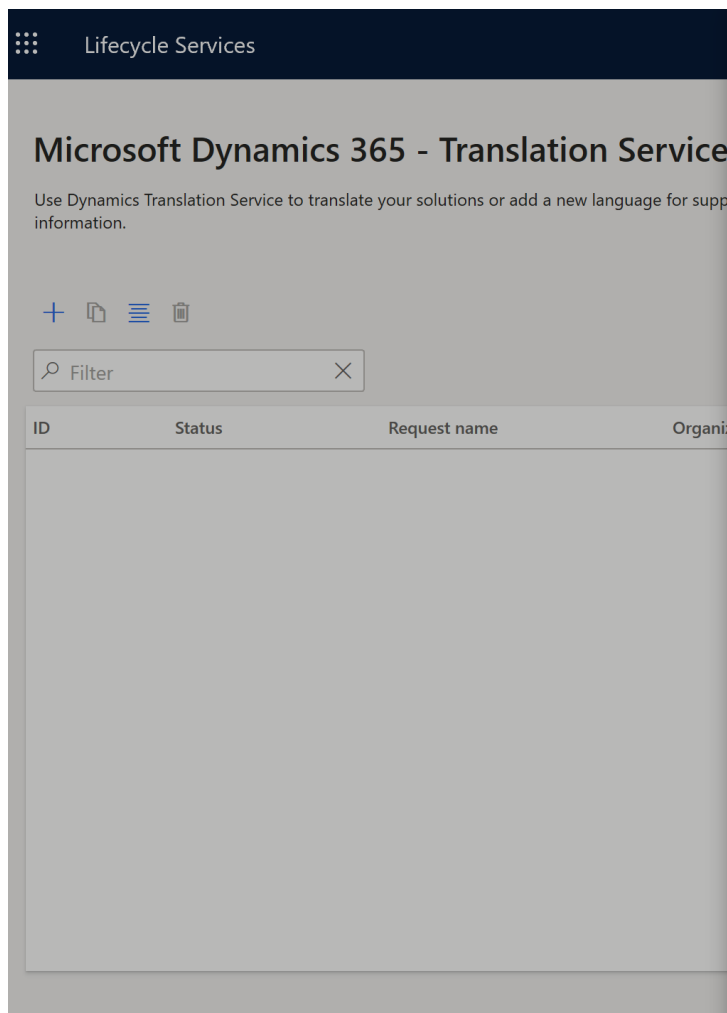 Lifecycle Services
Microsoft Dynamics 365 - Translation Service
Use Dynamics Translation Service to translate your solutions or add a new language for supp
information.
Filter
ID Status Request name Organi